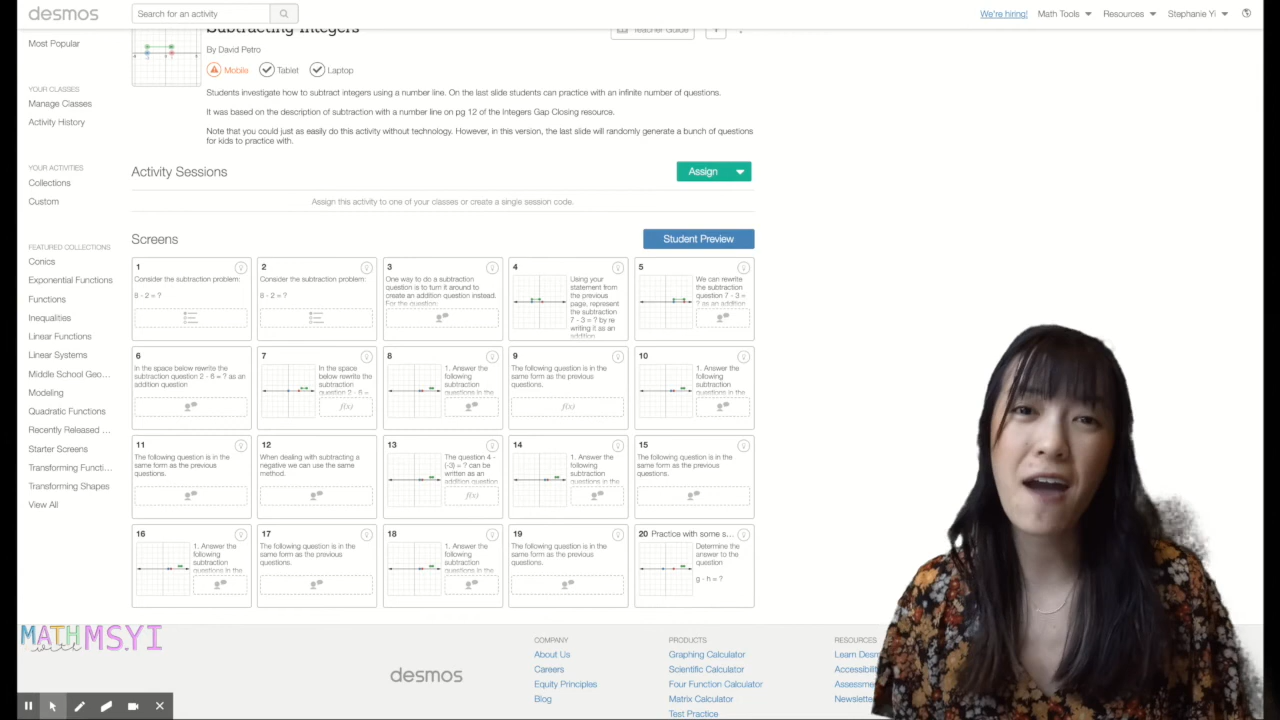 desmos
Search for an activity
We're hiring!
Math Tools
Resources
Stephanie Yi
Most Popular
YOUR CLASSES
Manage Classes
Activity History
YOUR ACTIVITIES
Collections
Custom
FEATURED COLLECTIONS
Conics
Exponential Functions
Functions
Inequalities
Linear Functions
Linear Systems
Middle School Geo...
Modeling
Quadratic Functions
Recently Released ...
Starter Screens
Transforming Functi...
Transforming Shapes
View All
Subtracting Integers
Teacher Guide
By David Petro
Mobile
Tablet
Laptop
Students investigate how to subtract integers using a number line. On the last slide students can practice with an infinite number of questions.
It was based on the description of subtraction with a number line on pg 12 of the Integers Gap Closing resource.
Note that you could just as easily do this activity without technology. However, in this version, the last slide will randomly generate a bunch of questions
for kids to practice with.
Activity Sessions
Assign
Assign this activity to one of your classes or create a single session code.
Screens
Student Preview
1
Consider the subtraction problem:
8 - 2 = ?
2
Consider the subtraction problem:
8 - 2 = ?
3
One way to do a subtraction
question is to turn it around to
create an addition question instead.
For the question:
4
Using your
statement from
the previous
page, represent
the subtraction
7 - 3 = ? by re
writing it as an
addition
5
We can rewrite
the subtraction
question 7 - 3 =
? as an addition
6
In the space below rewrite the
subtraction question 2 - 6 = ? as an
addition question
7
In the space
below rewrite the
subtraction
question 2 - 6 =
f(x)
8
1. Answer the
following
subtraction
questions in the
9
The following question is in the
same form as the previous
questions.
f(x)
10
1. Answer the
following
subtraction
questions in the
11
The following question is in the
same form as the previous
questions.
12
When dealing with subtracting a
negative we can use the same
method.
13
The question 4 -
(-3) = ? can be
written as an
addition question
f(x)
14
1. Answer the
following
subtraction
questions in the
15
The following question is in the
same form as the previous
questions.
16
1. Answer the
following
subtraction
questions in the
17
The following question is in the
same form as the previous
questions.
18
1. Answer the
following
subtraction
questions in the
19
The following question is in the
same form as the previous
questions.
20 Practice with some s...
Determine the
answer to the
question
g - h = ?
MATH with MS.YI
desmos
COMPANY
About Us
Careers
Equity Principles
Blog
PRODUCTS
Graphing Calculator
Scientific Calculator
Four Function Calculator
Matrix Calculator
Test Practice
RESOURCES
Learn Desm
Accessibili
Assessme
Newslette